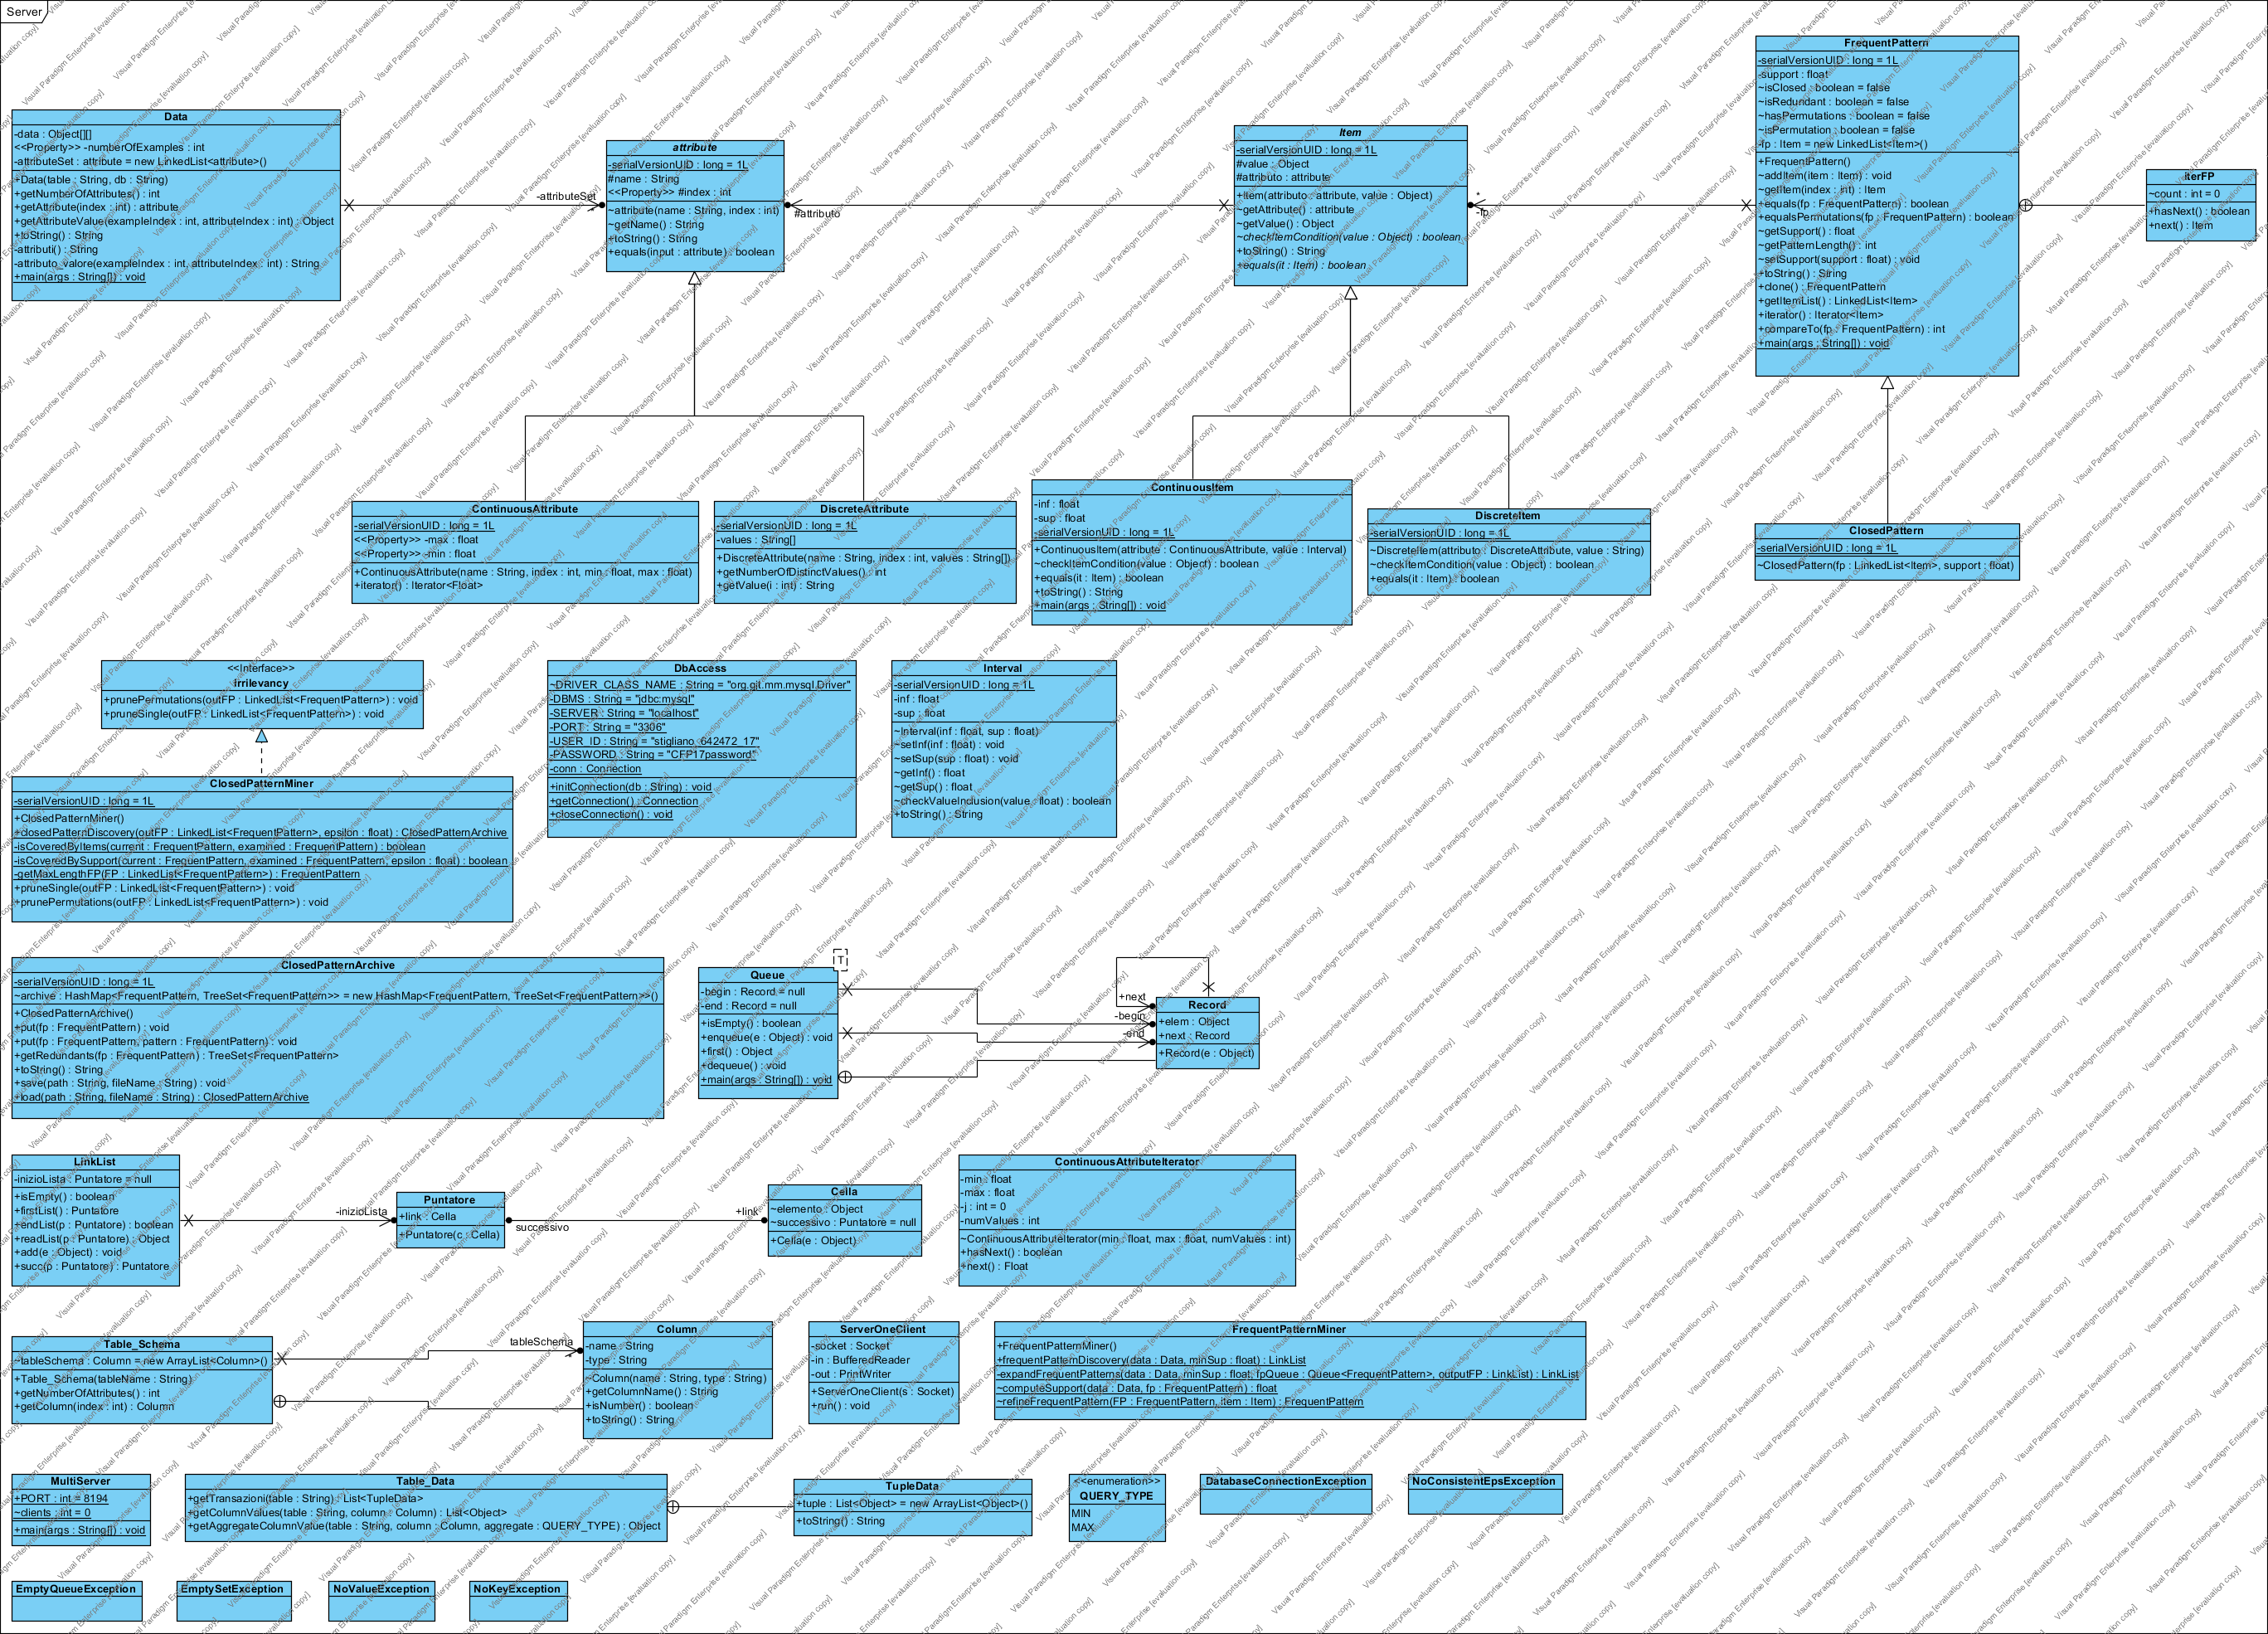 Server
Data
-data : Object[][]
<<Property>> -numberOfExamples : int
-attributeSet : attribute = new LinkedList<attribute>()
+Data(table : String, db : String)
+getNumberOfAttributes() : int
+getAttribute(index : int) : attribute
+getAttributeValue(exampleIndex : int, attributeIndex : int) : Object
+toString() : String
-attributi() : String
-attributo_valore(exampleIndex : int, attributeIndex : int) : String
+main(args : String[]) : void
-attributeSet
*
attribute
-serialVersionUID : long = 1L
#name : String
<<Property>> #index : int
~attribute(name : String, index : int)
~getName() : String
+toString() : String
+equals(input : attribute) : boolean
#attributo
Item
-serialVersionUID : long = 1L
#value : Object
#attributo : attribute
+Item(attributo : attribute, value : Object)
~getAttribute() : attribute
~getValue() : Object
~checkItemCondition(value : Object) : boolean
+toString() : String
+equals(it : Item) : boolean
*
-fp
FrequentPattern
-serialVersionUID : long = 1L
-support : float
~isClosed : boolean = false
~isRedundant : boolean = false
~hasPermutations : boolean = false
~isPermutation : boolean = false
-fp : Item = new LinkedList<Item>()
+FrequentPattern()
~addItem(item : Item) : void
~getItem(index : int) : Item
+equals(fp : FrequentPattern) : boolean
+equalsPermutations(fp : FrequentPattern) : boolean
~getSupport() : float
~getPatternLength() : int
~setSupport(support : float) : void
+toString() : String
+clone() : FrequentPattern
+getItemList() : LinkedList<Item>
+iterator() : Iterator<Item>
+compareTo(fp : FrequentPattern) : int
+main(args : String[]) : void
iterFP
~count : int = 0
+hasNext() : boolean
+next() : Item
ContinuousAttribute
-serialVersionUID : long = 1L
<<Property>> -max : float
<<Property>> -min : float
+ContinuousAttribute(name : String, index : int, min : float, max : float)
+iterator() : Iterator<Float>
DiscreteAttribute
-serialVersionUID : long = 1L
-values : String[]
+DiscreteAttribute(name : String, index : int, values : String[])
+getNumberOfDistinctValues() : int
+getValue(i : int) : String
ContinuousItem
-inf : float
-sup : float
-serialVersionUID : long = 1L
+ContinuousItem(attribute : ContinuousAttribute, value : Interval)
~checkItemCondition(value : Object) : boolean
+equals(it : Item) : boolean
+toString() : String
+main(args : String[]) : void
DiscreteItem
-serialVersionUID : long = 1L
~DiscreteItem(attributo : DiscreteAttribute, value : String)
~checkItemCondition(value : Object) : boolean
+equals(it : Item) : boolean
ClosedPattern
-serialVersionUID : long = 1L
~ClosedPattern(fp : LinkedList<Item>, support : float)
<<Interface>>
irrilevancy
+prunePermutations(outFP : LinkedList<FrequentPattern>) : void
+pruneSingle(outFP : LinkedList<FrequentPattern>) : void
DbAccess
~DRIVER_CLASS_NAME : String = "org.gjt.mm.mysql.Driver"
-DBMS : String = "jdbc:mysql"
-SERVER : String = "localhost"
-PORT : String = "3306"
-USER_ID : String = "stigliano_642472_17"
-PASSWORD : String = "CFP17password"
-conn : Connection
+initConnection(db : String) : void
+getConnection() : Connection
+closeConnection() : void
Interval
-serialVersionUID : long = 1L
-inf : float
-sup : float
~Interval(inf : float, sup : float)
~setInf(inf : float) : void
~setSup(sup : float) : void
~getInf() : float
~getSup() : float
~checkValueInclusion(value : float) : boolean
+toString() : String
ClosedPatternMiner
-serialVersionUID : long = 1L
+ClosedPatternMiner()
+closedPatternDiscovery(outFP : LinkedList<FrequentPattern>, epsilon : float) : ClosedPatternArchive
-isCoveredByItems(current : FrequentPattern, examined : FrequentPattern) : boolean
-isCoveredBySupport(current : FrequentPattern, examined : FrequentPattern, epsilon : float) : boolean
-getMaxLengthFP(FP : LinkedList<FrequentPattern>) : FrequentPattern
+pruneSingle(outFP : LinkedList<FrequentPattern>) : void
+prunePermutations(outFP : LinkedList<FrequentPattern>) : void
ClosedPatternArchive
-serialVersionUID : long = 1L
~archive : HashMap<FrequentPattern, TreeSet<FrequentPattern>> = new HashMap<FrequentPattern, TreeSet<FrequentPattern>>()
+ClosedPatternArchive()
+put(fp : FrequentPattern) : void
+put(fp : FrequentPattern, pattern : FrequentPattern) : void
+getRedundants(fp : FrequentPattern) : TreeSet<FrequentPattern>
+toString() : String
+save(path : String, fileName : String) : void
+load(path : String, fileName : String) : ClosedPatternArchive
T
Queue
-begin : Record = null
-end : Record = null
+isEmpty() : boolean
+enqueue(e : Object) : void
+first() : Object
+dequeue() : void
+main(args : String[]) : void
+next
-begin
-end
Record
+elem : Object
+next : Record
+Record(e : Object)
LinkList
-inizioLista : Puntatore = null
+isEmpty() : boolean
+firstList() : Puntatore
+endList(p : Puntatore) : boolean
+readList(p : Puntatore) : Object
+add(e : Object) : void
+succ(p : Puntatore) : Puntatore
-inizioLista
Puntatore
+link : Cella
+Puntatore(c : Cella)
successivo
+link
Cella
~elemento : Object
~successivo : Puntatore = null
+Cella(e : Object)
ContinuousAttributeIterator
-min : float
-max : float
-j : int = 0
-numValues : int
~ContinuousAttributeIterator(min : float, max : float, numValues : int)
+hasNext() : boolean
+next() : Float
Table_Schema
~tableSchema : Column = new ArrayList<Column>()
+Table_Schema(tableName : String)
+getNumberOfAttributes() : int
+getColumn(index : int) : Column
tableSchema
*
Column
-name : String
-type : String
~Column(name : String, type : String)
+getColumnName() : String
+isNumber() : boolean
+toString() : String
ServerOneClient
-socket : Socket
-in : BufferedReader
-out : PrintWriter
+ServerOneClient(s : Socket)
+run() : void
FrequentPatternMiner
+FrequentPatternMiner()
+frequentPatternDiscovery(data : Data, minSup : float) : LinkList
-expandFrequentPatterns(data : Data, minSup : float, fpQueue : Queue<FrequentPattern>, outputFP : LinkList) : LinkList
~computeSupport(data : Data, fp : FrequentPattern) : float
~refineFrequentPattern(FP : FrequentPattern, item : Item) : FrequentPattern
MultiServer
+PORT : int = 8194
~clients : int = 0
+main(args : String[]) : void
Table_Data
+getTransazioni(table : String) : List<TupleData>
+getColumnValues(table : String, column : Column) : List<Object>
+getAggregateColumnValue(table : String, column : Column, aggregate : QUERY_TYPE) : Object
TupleData
+tuple : List<Object> = new ArrayList<Object>()
+toString() : String
<<enumeration>>
QUERY_TYPE
MIN
MAX
DatabaseConnectionException
NoConsistentEpsException
EmptyQueueException
EmptySetException
NoValueException
NoKeyException
Visual Paradigm Enterprise [evaluation copy]